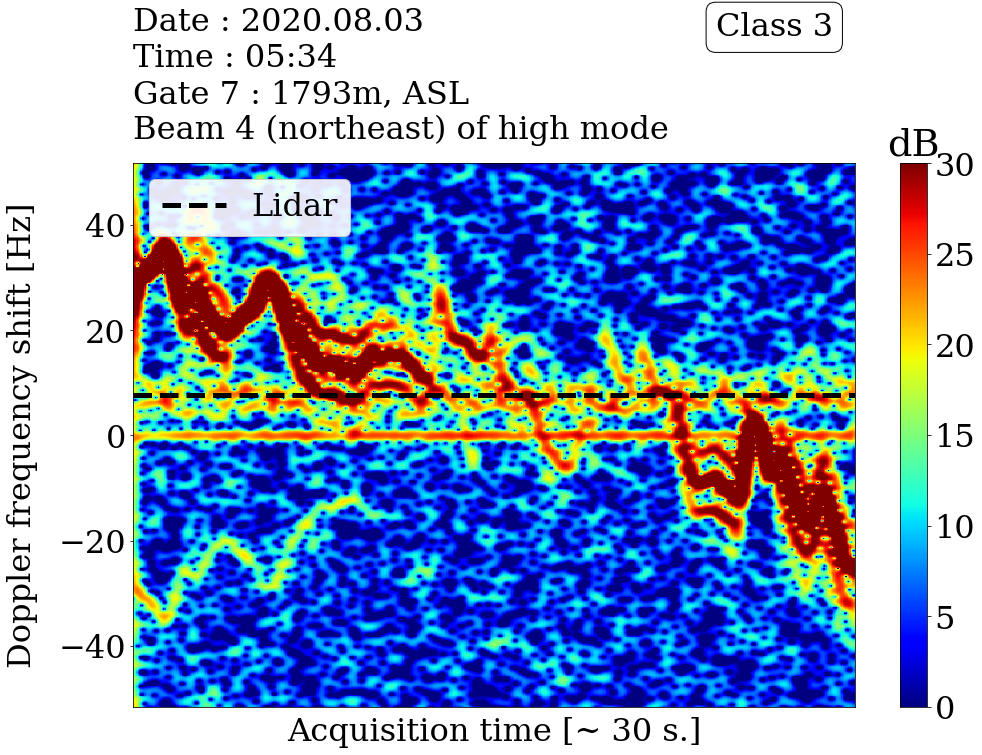 Date : 2020.08.03
Time : 05:34
Gate 7 : 1793m, ASL
Beam 4 (northeast) of high mode
Class 3
dB
Lidar
Doppler frequency shift [Hz]
40
20
0
−20
−40
30
25
20
15
10
5
0
Acquisition time [~ 30 s.]